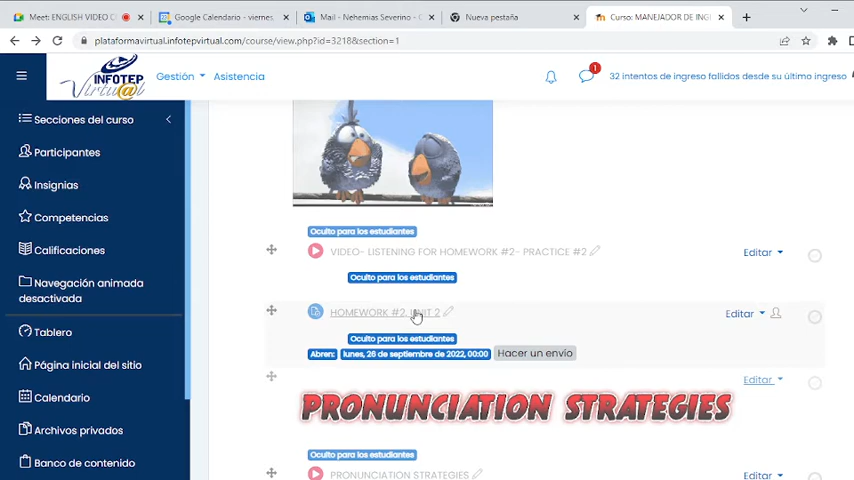 Meet: ENGLISH VIDEO C
Google Calendario - viernes,
Mail - Nehemias Severino - O
Nueva pestaña
Curso: MANEJADOR DE INGL
plataformavirtual.infotepvirtual.com/course/view.php?id=3218&section=1
INFOTEP
Virtu@l
Gestión
Asistencia
1
32 intentos de ingreso fallidos desde su último ingreso
Secciones del curso
Participantes
Insignias
Competencias
Calificaciones
Navegación animada
desactivada
Tablero
Página inicial del sitio
Calendario
Archivos privados
Banco de contenido
Oculto para los estudiantes
VIDEO- LISTENING FOR HOMEWORK #2- PRACTICE #2
Editar
Oculto para los estudiantes
HOMEWORK #2, UNIT 2
Editar
Oculto para los estudiantes
Abren: lunes, 26 de septiembre de 2022, 00:00 Hacer un envío
Editar
PRONUNCIATION STRATEGIES
Oculto para los estudiantes
PRONUNCIATION STRATEGIES
Editar